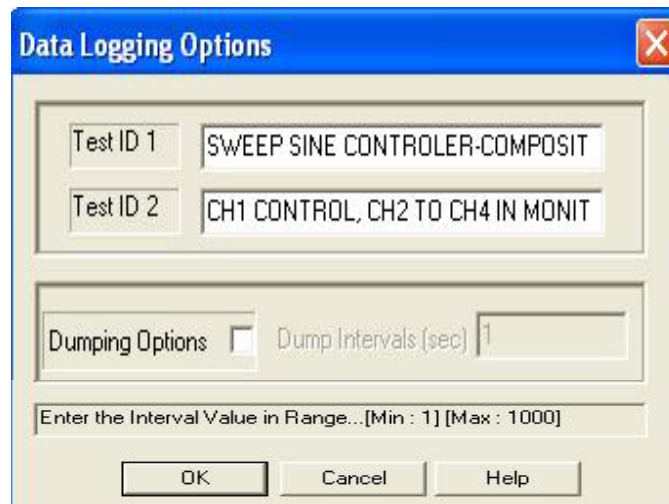 Data Logging Options
Test ID 1 SWEEP SINE CONTROLER-COMPOSIT
Test ID 2 CH1 CONTROL, CH2 TO CH4 IN MONIT
Dumping Options Dump Intervals (sec) 1
Enter the Interval Value in Range...[Min : 1] [Max : 1000]
OK Cancel Help